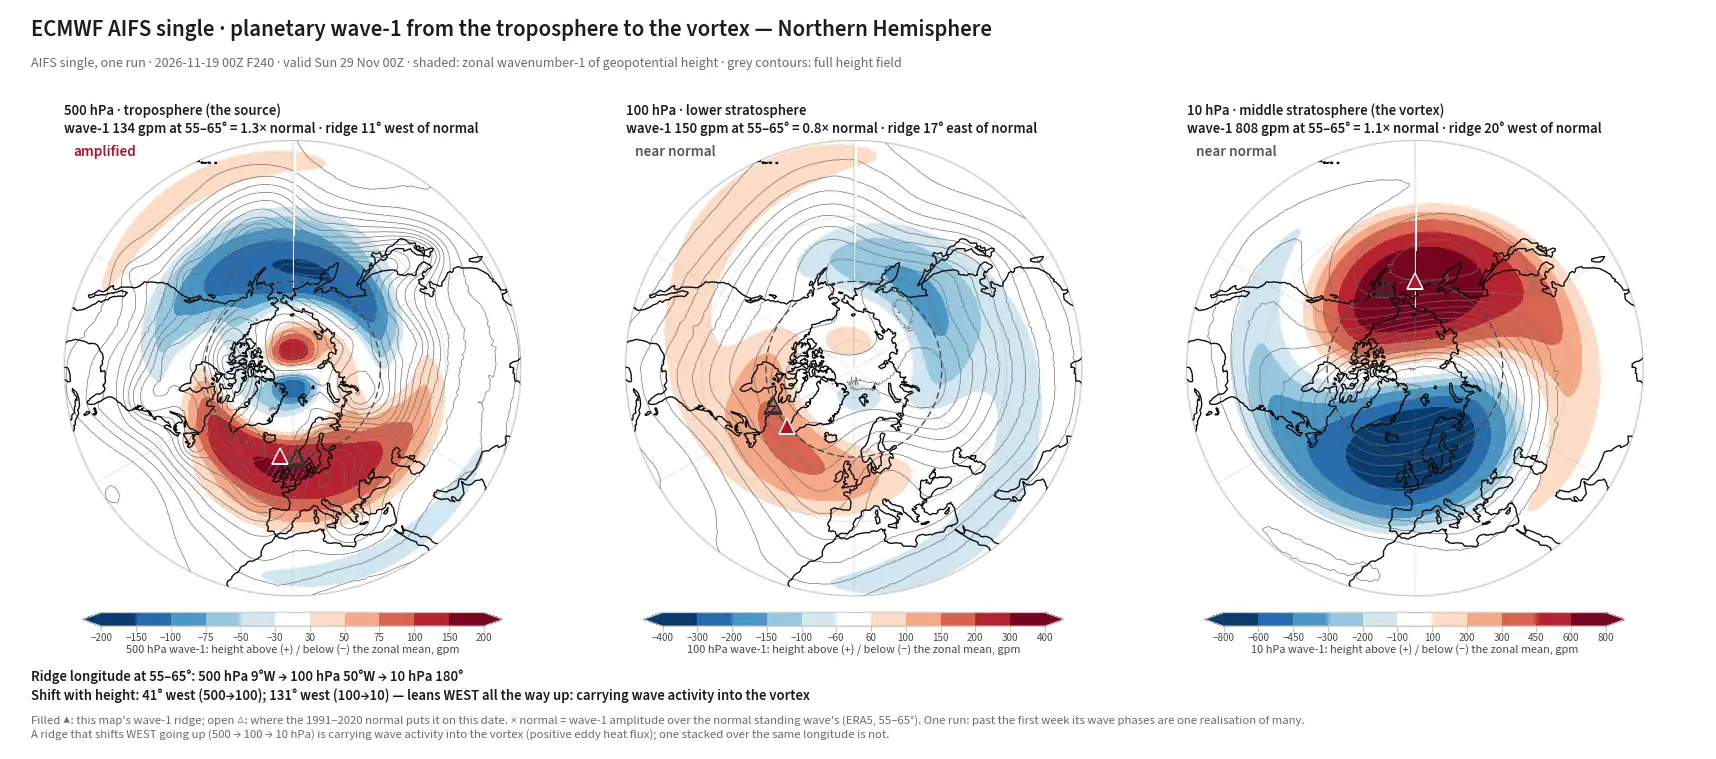 ECMWF AIFS single · planetary wave-1 from the troposphere to the vortex — Northern Hemisphere
AIFS single, one run · 2026-11-19 00Z F240 · valid Sun 29 Nov 00Z · shaded: zonal wavenumber-1 of geopotential height · grey contours: full height field
500 hPa · troposphere (the source)
wave-1 134 gpm at 55–65° = 1.3× normal · ridge 11° west of normal
amplified
100 hPa · lower stratosphere
wave-1 150 gpm at 55–65° = 0.8× normal · ridge 17° east of normal
near normal
10 hPa · middle stratosphere (the vortex)
wave-1 808 gpm at 55–65° = 1.1× normal · ridge 20° west of normal
near normal
−200 −150 −100 −75 −50 −30 30 50 75 100 150 200
500 hPa wave-1: height above (+) / below (−) the zonal mean, gpm
−400 −300 −200 −150 −100 −60 60 100 150 200 300 400
100 hPa wave-1: height above (+) / below (−) the zonal mean, gpm
−800 −600 −450 −300 −200 −100 100 200 300 450 600 800
10 hPa wave-1: height above (+) / below (−) the zonal mean, gpm
Ridge longitude at 55–65°: 500 hPa 9°W → 100 hPa 50°W → 10 hPa 180°
Shift with height: 41° west (500→100); 131° west (100→10) — leans WEST all the way up: carrying wave activity into the vortex
Filled ▲: this map's wave-1 ridge; open △: where the 1991–2020 normal puts it on this date. × normal = wave-1 amplitude over the normal standing wave's (ERA5, 55–65°). One run: past the first week its wave phases are one realisation of many.
A ridge that shifts WEST going up (500 → 100 → 10 hPa) is carrying wave activity into the vortex (positive eddy heat flux); one stacked over the same longitude is not.